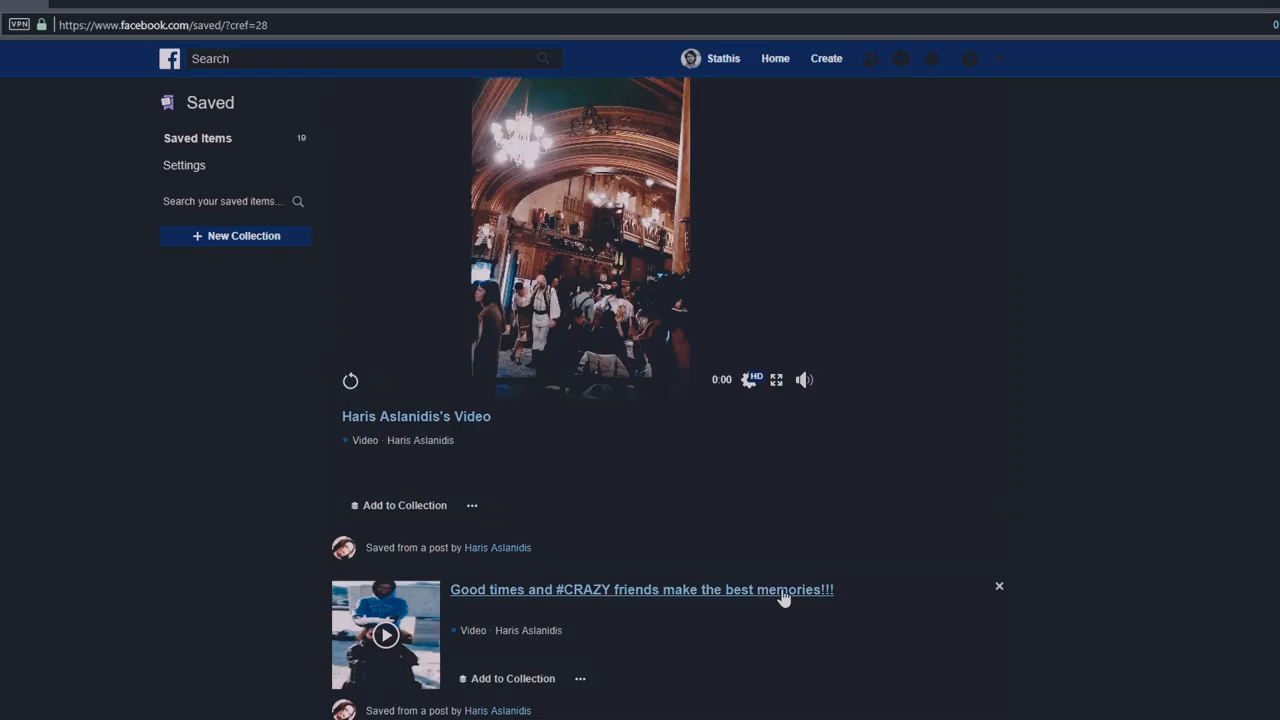 VPN https://www.facebook.com/saved/?cref=28 0
f Search Stathis Home Create
Saved
Saved Items 19
Settings
Search your saved items...
+ New Collection
0:00 HD
Haris Aslanidis's Video
Video · Haris Aslanidis
Add to Collection ...
Saved from a post by Haris Aslanidis
Good times and #CRAZY friends make the best memories!!!
Video · Haris Aslanidis
Add to Collection ...
Saved from a post by Haris Aslanidis